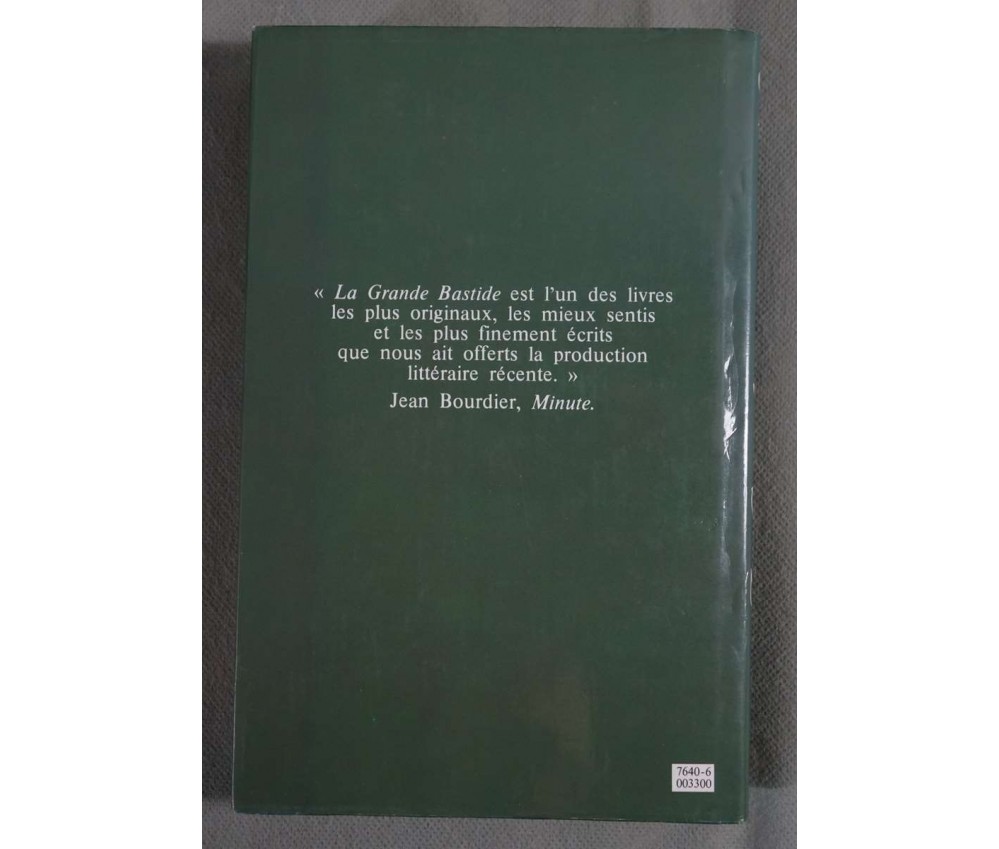 « La Grande Bastide est l'un des livres
les plus originaux, les mieux sentis
et les plus finement écrits
que nous ait offerts la production
littéraire récente. »
Jean Bourdier, Minute.
7640-6
003300